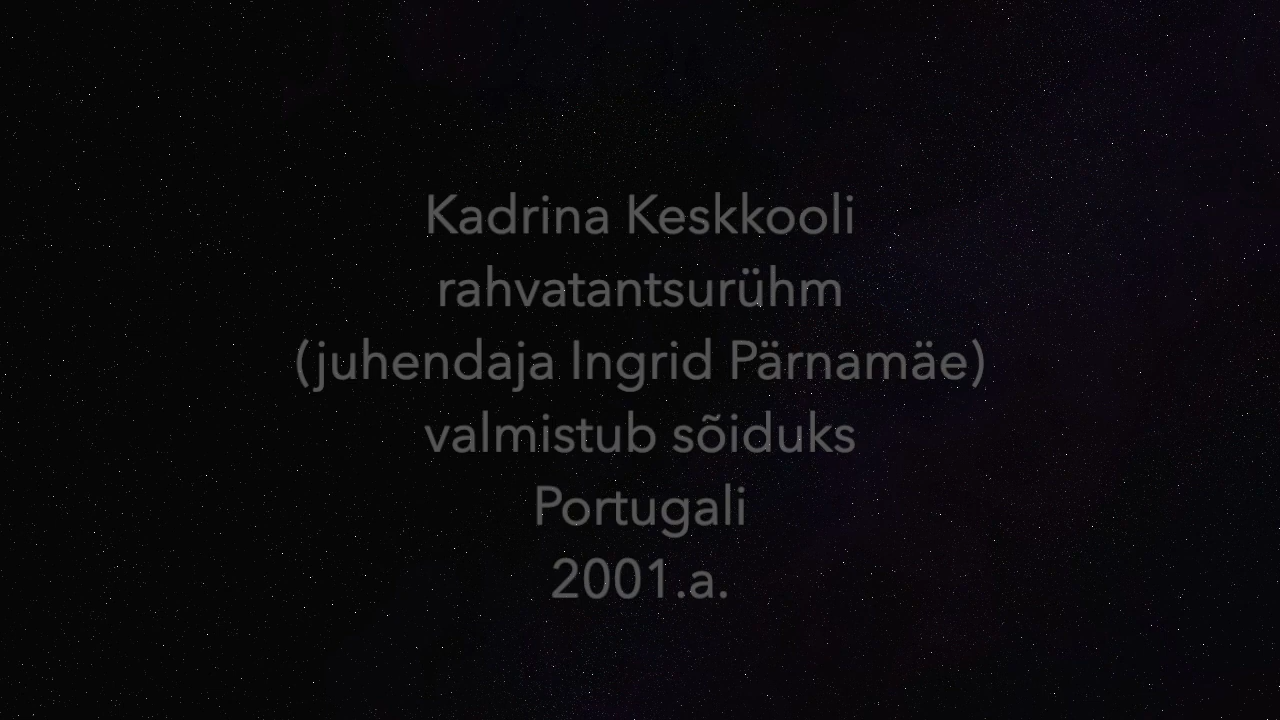 Kadrina Keskkooli
rahvatantsurühm
(juhendaja Ingrid Pärnamäe)
valmistub sõiduks
Portugali
2001.a.